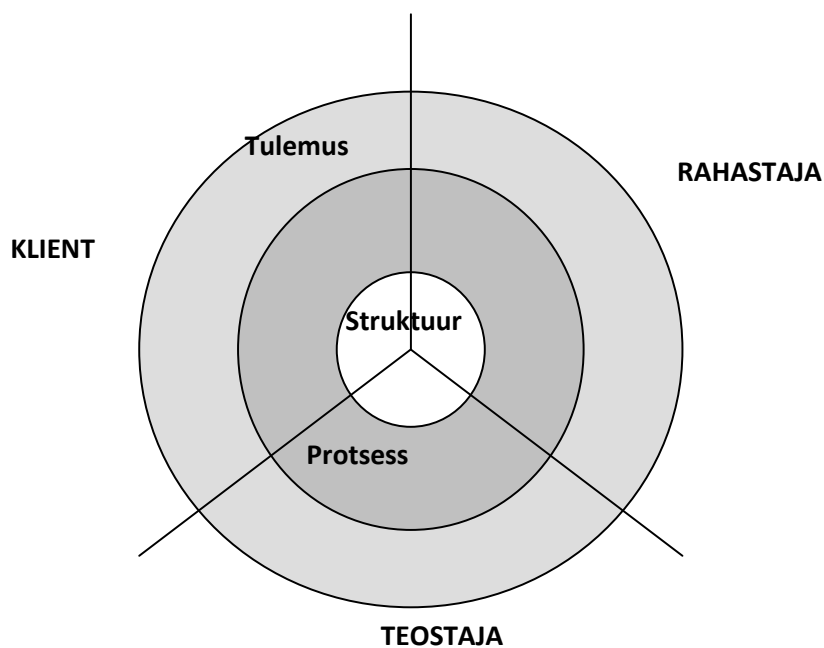 Tulemus
RAHASTAJA
KLIENT
Struktuur
Protsess
TEOSTAJA